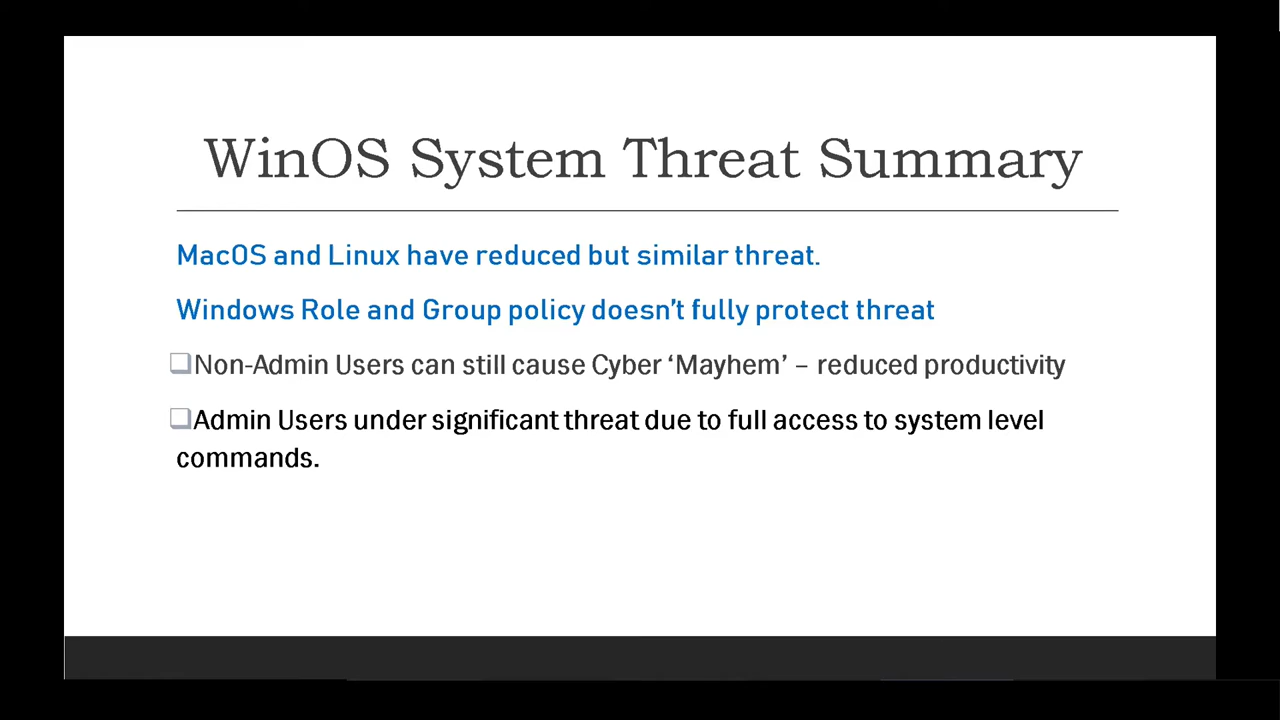 WinOS System Threat Summary
MacOS and Linux have reduced but similar threat.
Windows Role and Group policy doesn’t fully protect threat
❑Non-Admin Users can still cause Cyber ‘Mayhem’ – reduced productivity
❑Admin Users under significant threat due to full access to system level
commands.